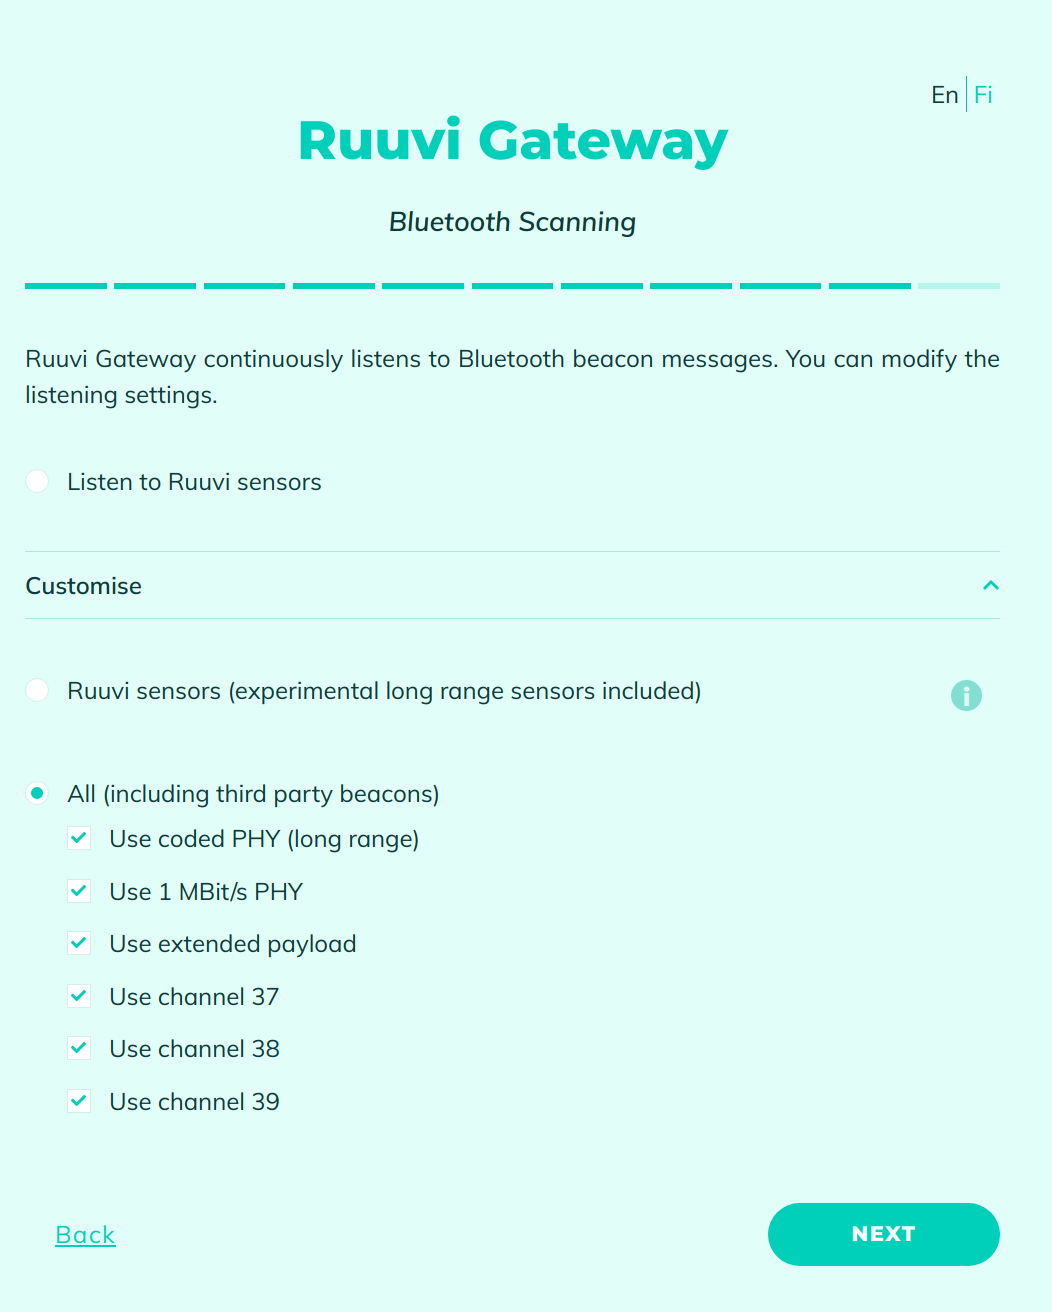 En Fi
Ruuvi Gateway
Bluetooth Scanning
Ruuvi Gateway continuously listens to Bluetooth beacon messages. You can modify the
listening settings.
Listen to Ruuvi sensors
Customise
Ruuvi sensors (experimental long range sensors included)
All (including third party beacons)
Use coded PHY (long range)
Use 1 MBit/s PHY
Use extended payload
Use channel 37
Use channel 38
Use channel 39
Back
NEXT